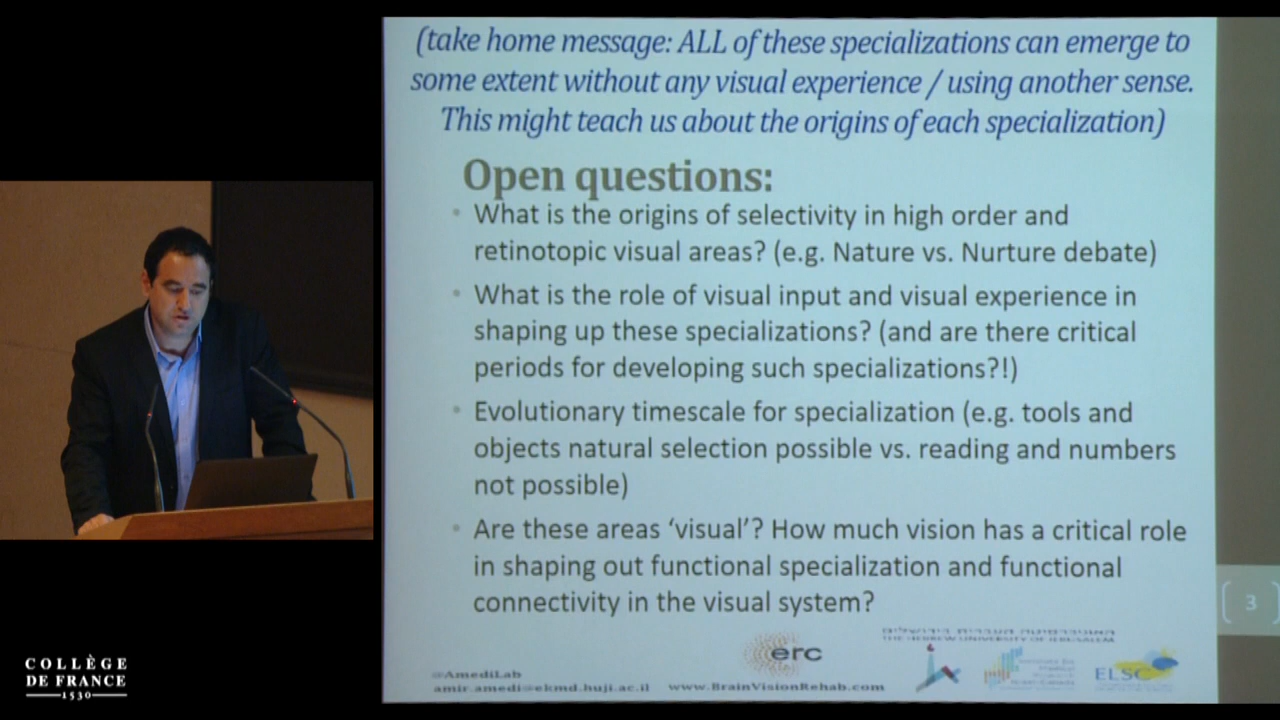 (take home message: ALL of these specializations can emerge to
some extent without any visual experience / using another sense.
This might teach us about the origins of each specialization)
Open questions:
• What is the origins of selectivity in high order and
retinotopic visual areas? (e.g. Nature vs. Nurture debate)
• What is the role of visual input and visual experience in
shaping up these specializations? (and are there critical
periods for developing such specializations?!)
• Evolutionary timescale for specialization (e.g. tools and
objects natural selection possible vs. reading and numbers
not possible)
• Are these areas ‘visual’? How much vision has a critical role
in shaping out functional specialization and functional
connectivity in the visual system?
3
THE HEBREW UNIVERSITY OF JERUSALEM
erc
ELSC
@AmediLab
amir.amedi@ekmd.huji.ac.il www.BrainVisionRehab.com
COLLÈGE
DE FRANCE
1530